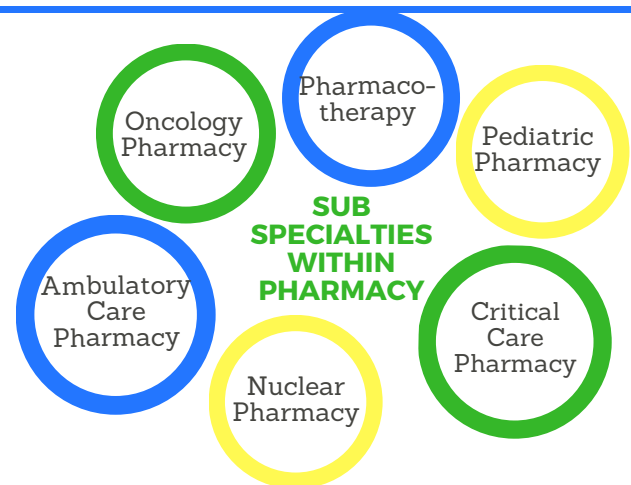 Pharmaco-
therapy
Oncology
Pharmacy
Pediatric
Pharmacy
SUB
SPECIALTIES
WITHIN
PHARMACY
Ambulatory
Care
Pharmacy
Critical
Care
Pharmacy
Nuclear
Pharmacy